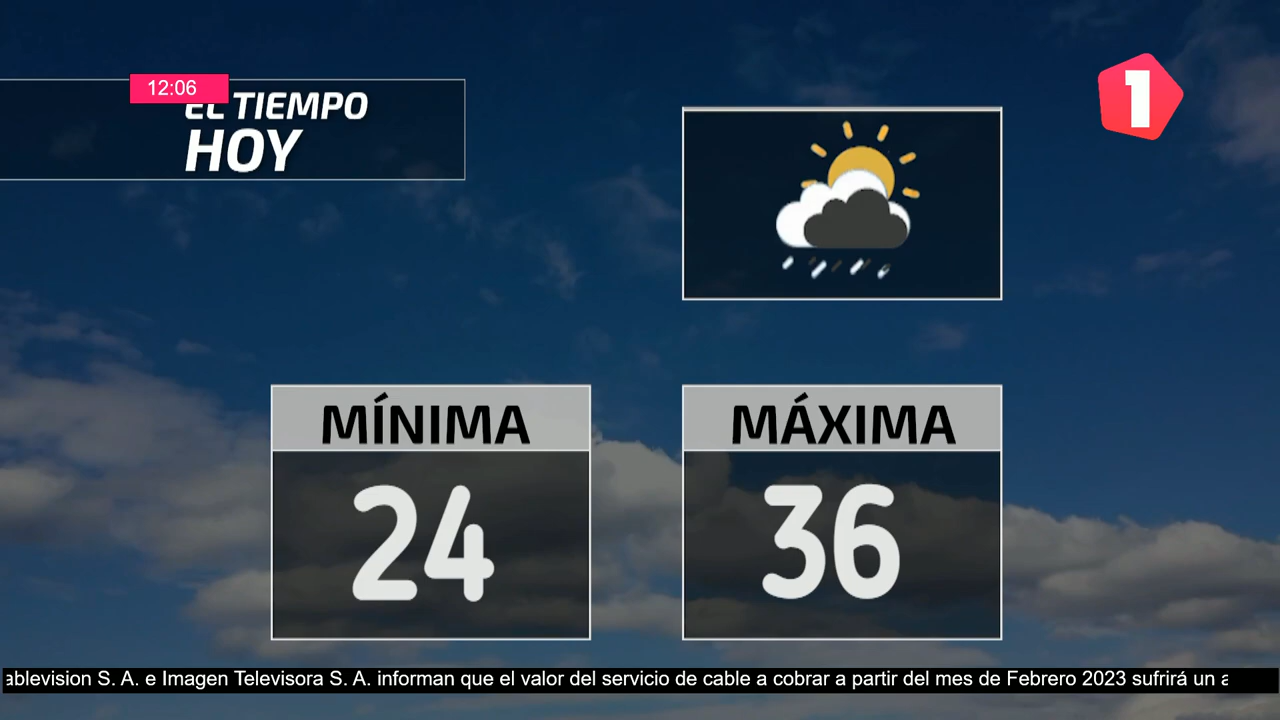 12:06
EL TIEMPO
HOY
1
MÍNIMA
MÁXIMA
24
36
ablevision S. A. e Imagen Televisora S. A. informan que el valor del servicio de cable a cobrar a partir del mes de Febrero 2023 sufrirá un a